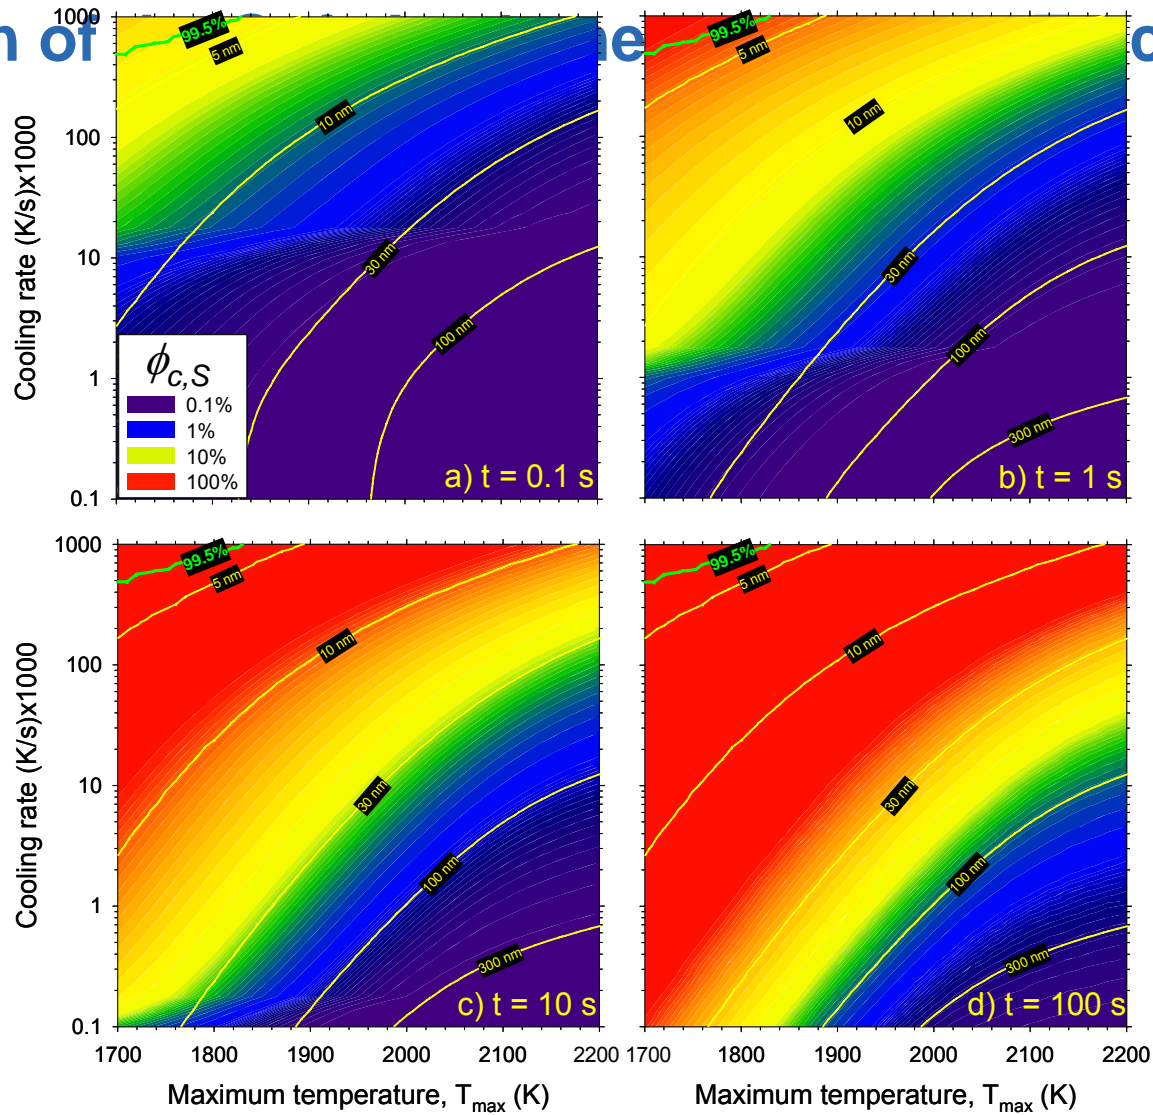 n of
ne
c
1000
100
10
1
0.1
Cooling rate (K/s)x1000
99.5%
5 nm
10 nm
30 nm
100 nm
ϕc,S
0.1%
1%
10%
100%
a) t = 0.1 s
99.5%
5 nm
10 nm
30 nm
100 nm
300 nm
b) t = 1 s
1000
100
10
1
0.1
Cooling rate (K/s)x1000
99.5%
5 nm
10 nm
30 nm
100 nm
300 nm
c) t = 10 s
1700 1800 1900 2000 2100 2200
Maximum temperature, Tmax (K)
99.5%
5 nm
10 nm
30 nm
100 nm
300 nm
d) t = 100 s
1700 1800 1900 2000 2100 2200
Maximum temperature, Tmax (K)